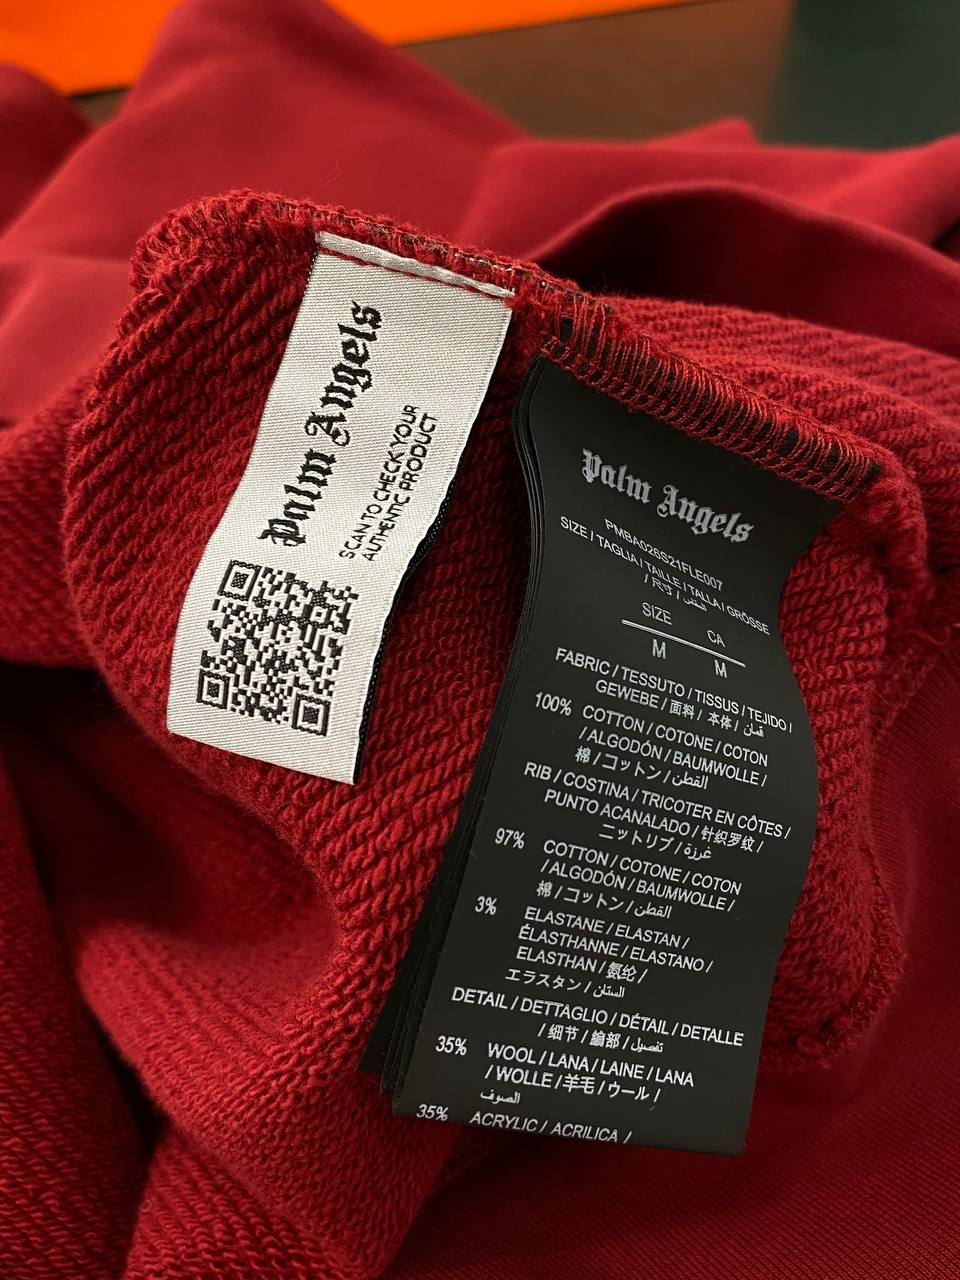 Palm Angels
SCAN TO CHECK YOUR
AUTHENTIC PRODUCT
Palm Angels
PMBA026S21FLE007
SIZE / TAGLIA / TAILLE / TALLA / GRÖSSE
/ 尺寸 /
SIZE CA
M M
FABRIC / TESSUTO / TISSUS / TEJIDO /
GEWEBE / 面料 / 本体 / قماش
100% COTTON / COTONE / COTON
/ ALGODÓN / BAUMWOLLE /
棉 / コットン / القطن
RIB / COSTINA / TRICOTER EN CÔTES /
PUNTO ACANALADO / 针织罗纹 /
ニットリブ / غرزة
97% COTTON / COTONE / COTON
/ ALGODÓN / BAUMWOLLE /
棉 / コットン / القطن
3% ELASTANE / ELASTAN /
ÉLASTHANNE / ELASTANO /
ELASTHAN / 氨纶 /
エラスタン / الستان
DETAIL / DETTAGLIO / DÉTAIL / DETALLE
/ 细节 / 編部 / تفصيل
35% WOOL / LANA / LAINE / LANA
/ WOLLE / 羊毛 / ウール /
الصوف
35% ACRYLIC / ACRILICA /